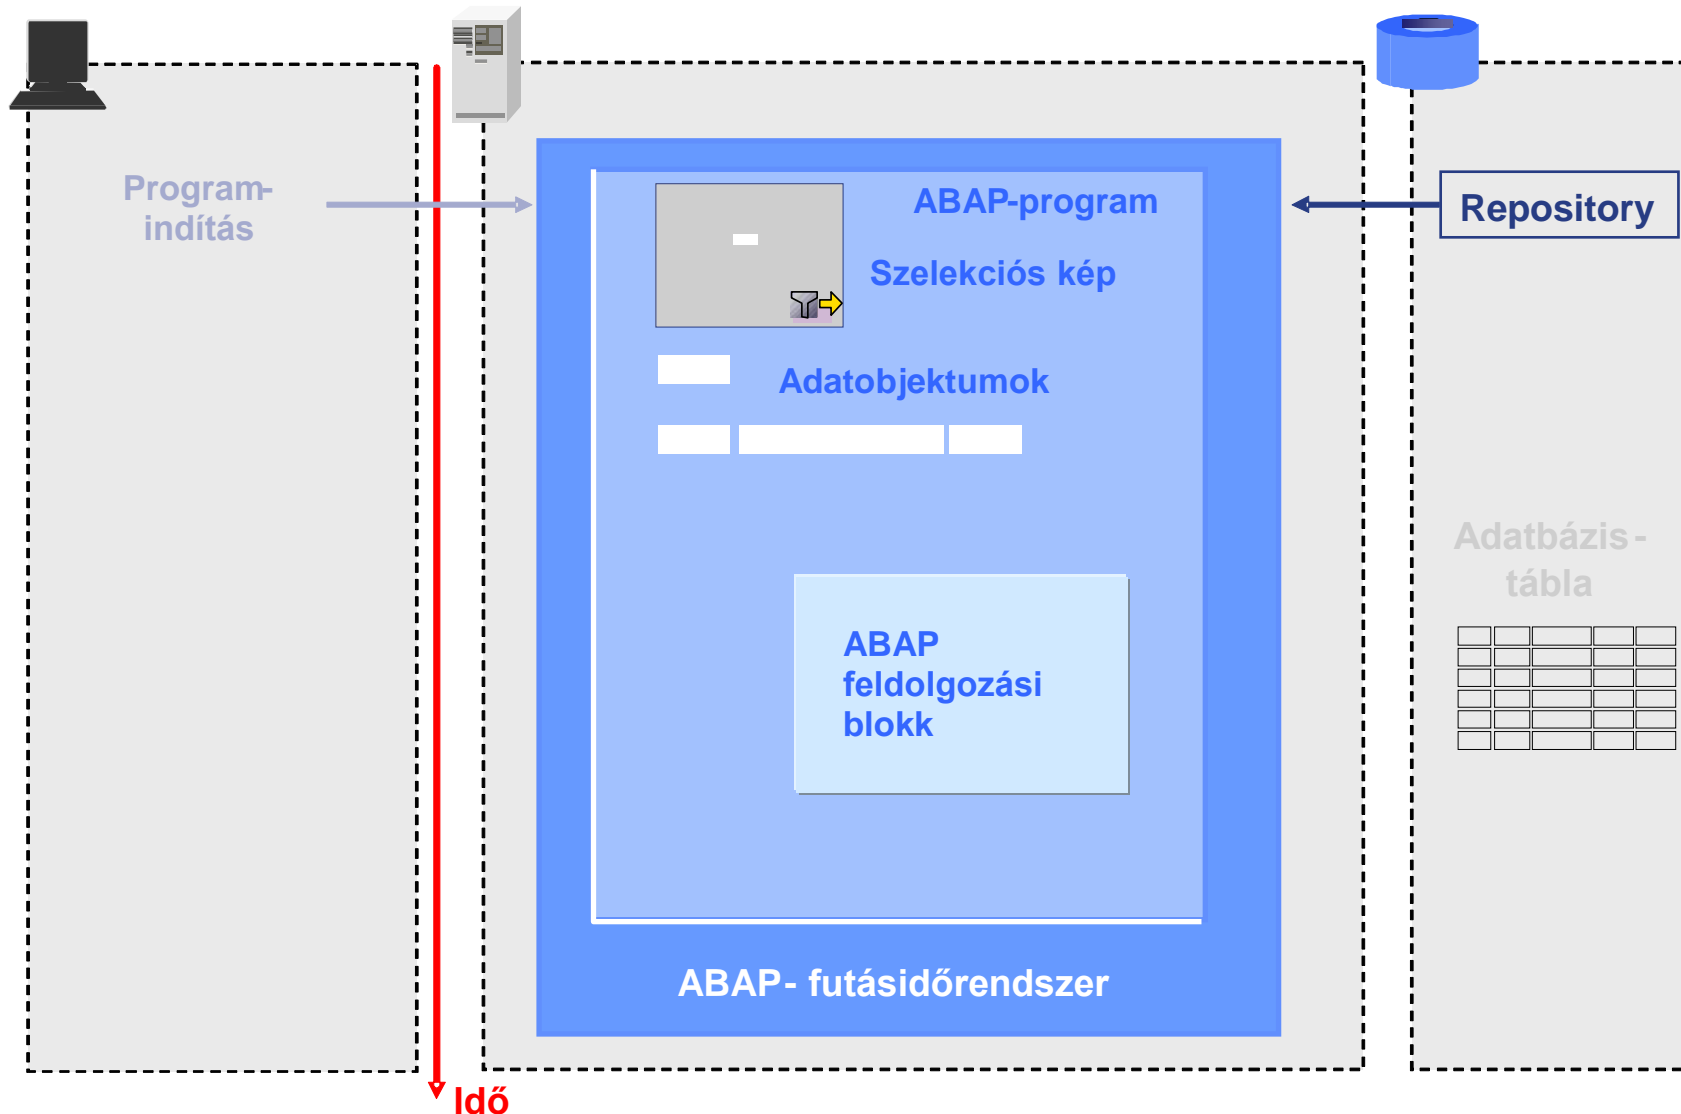 Program-
indítás
ABAP-program
Szelekciós kép
Adatobjektumok
ABAP
feldolgozási
blokk
ABAP- futásidőrendszer
Repository
Adatbázis-
tábla
Idő